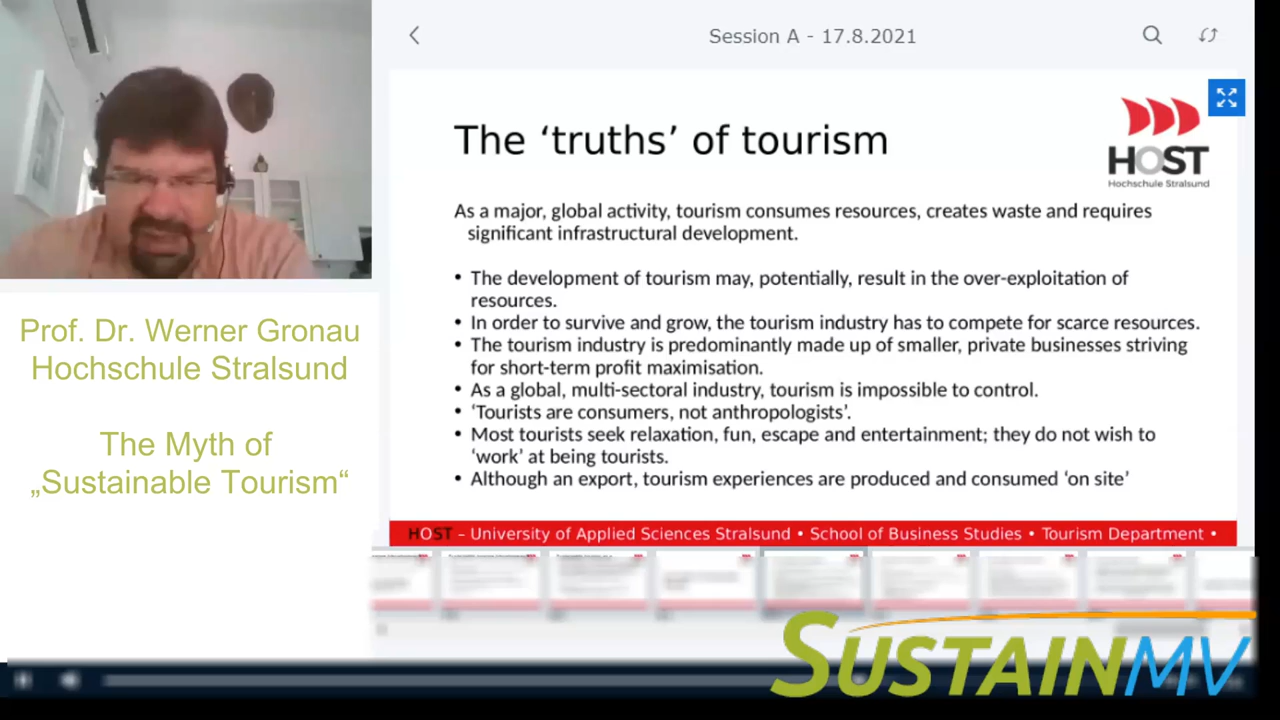 Session A - 17.8.2021
The ‘truths’ of tourism
HOST
Hochschule Stralsund
As a major, global activity, tourism consumes resources, creates waste and requires
significant infrastructural development.
• The development of tourism may, potentially, result in the over-exploitation of
resources.
• In order to survive and grow, the tourism industry has to compete for scarce resources.
• The tourism industry is predominantly made up of smaller, private businesses striving
for short-term profit maximisation.
• As a global, multi-sectoral industry, tourism is impossible to control.
• ‘Tourists are consumers, not anthropologists’.
• Most tourists seek relaxation, fun, escape and entertainment; they do not wish to
‘work’ at being tourists.
• Although an export, tourism experiences are produced and consumed ‘on site’
HOST – University of Applied Sciences Stralsund • School of Business Studies • Tourism Department •
Prof. Dr. Werner Gronau
Hochschule Stralsund
The Myth of
„Sustainable Tourism“
SUSTAINMV